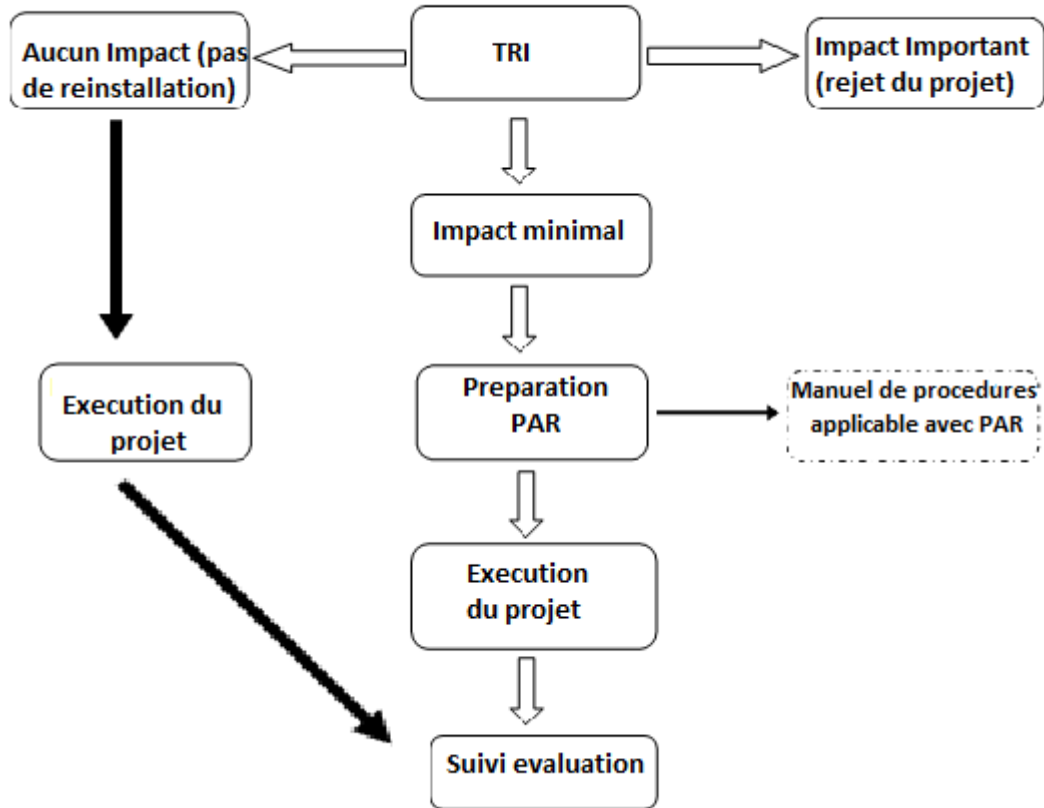 Aucun Impact (pas
de reinstallation)
TRI
Impact Important
(rejet du projet)
Impact minimal
Execution du
projet
Preparation
PAR
Manuel de procedures
applicable avec PAR
Execution
du projet
Suivi evaluation